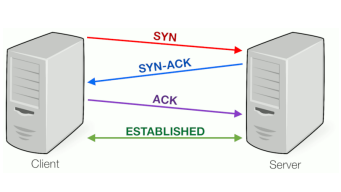 SYN
SYN-ACK
ACK
ESTABLISHED
Client
Server